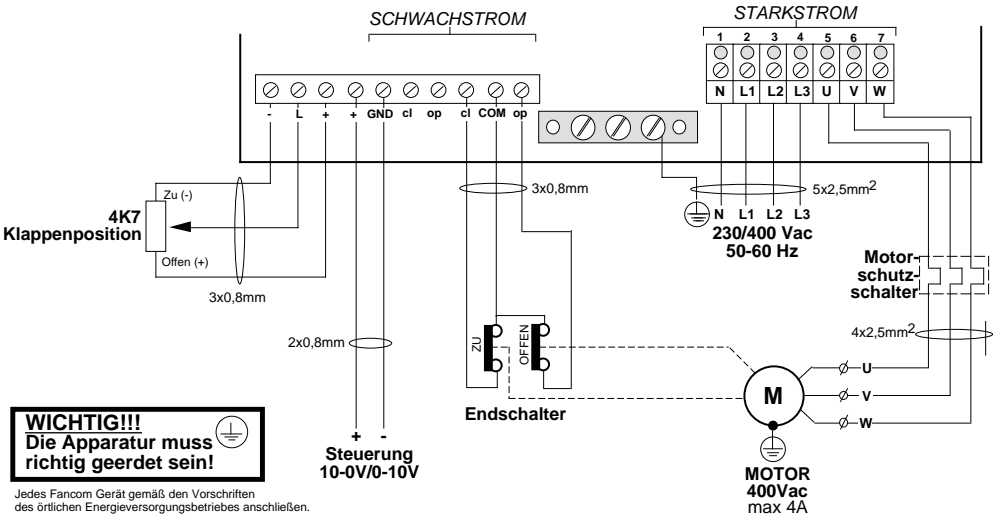 SCHWACHSTROM
STARKSTROM
1 2 3 4 5 6 7
N L1 L2 L3 U V W
- L + + GND cl op cl COM op
Zu (-)
4K7
Klappenposition
Offen (+)
3x0,8mm
3x0,8mm
5x2,5mm²
N L1 L2 L3
230/400 Vac
50-60 Hz
Motor-
schutz-
schalter
2x0,8mm
4x2,5mm²
ZU
OFFEN
Endschalter
M
U
V
W
+ -
Steuerung
10-0V/0-10V
MOTOR
400Vac
max 4A
WICHTIG!!!
Die Apparatur muss
richtig geerdet sein!
Jedes Fancom Gerät gemäß den Vorschriften
des örtlichen Energieversorgungsbetriebes anschließen.